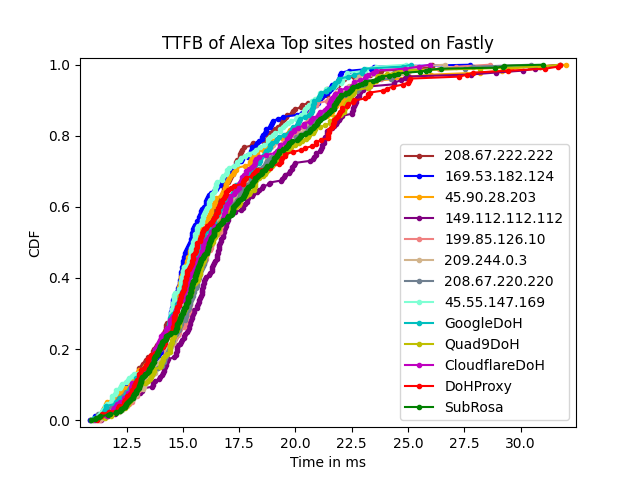 TTFB of Alexa Top sites hosted on Fastly
1.0
0.8
0.6
0.4
0.2
0.0
CDF
12.5 15.0 17.5 20.0 22.5 25.0 27.5 30.0
Time in ms
208.67.222.222
169.53.182.124
45.90.28.203
149.112.112.112
199.85.126.10
209.244.0.3
208.67.220.220
45.55.147.169
GoogleDoH
Quad9DoH
CloudflareDoH
DoHProxy
SubRosa